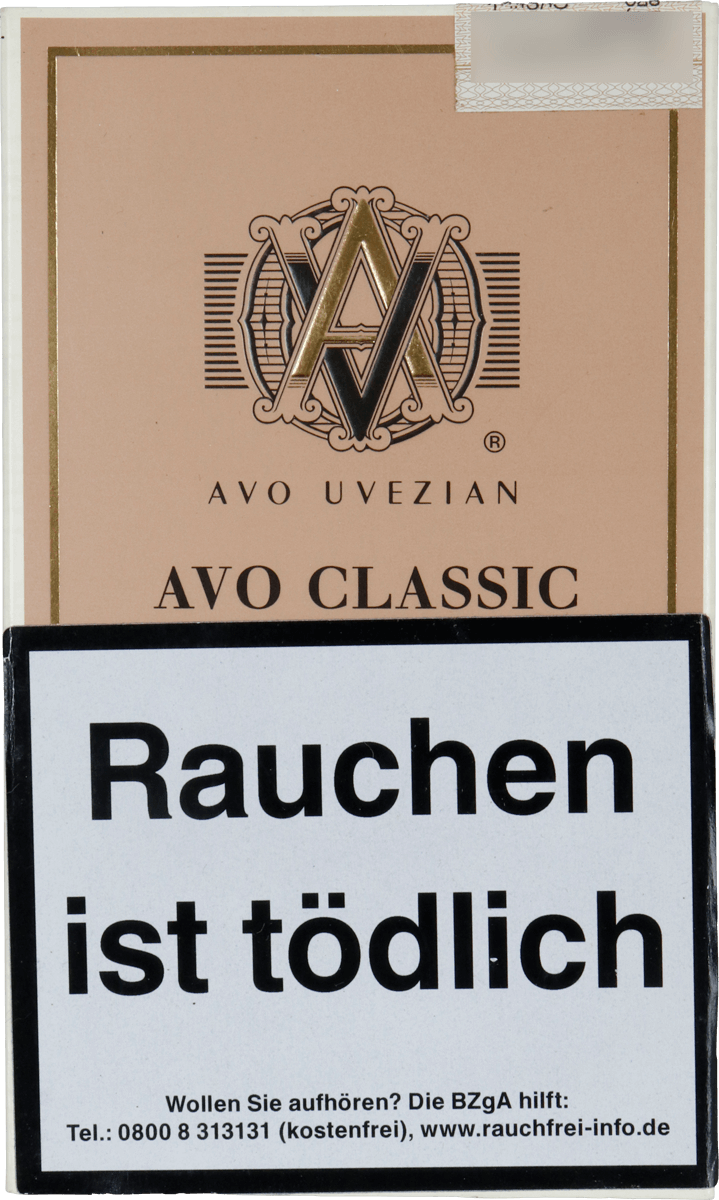 ®
AVO UVEZIAN
AVO CLASSIC
Rauchen
ist tödlich
Wollen Sie aufhören? Die BZgA hilft:
Tel.: 0800 8 313131 (kostenfrei), www.rauchfrei-info.de